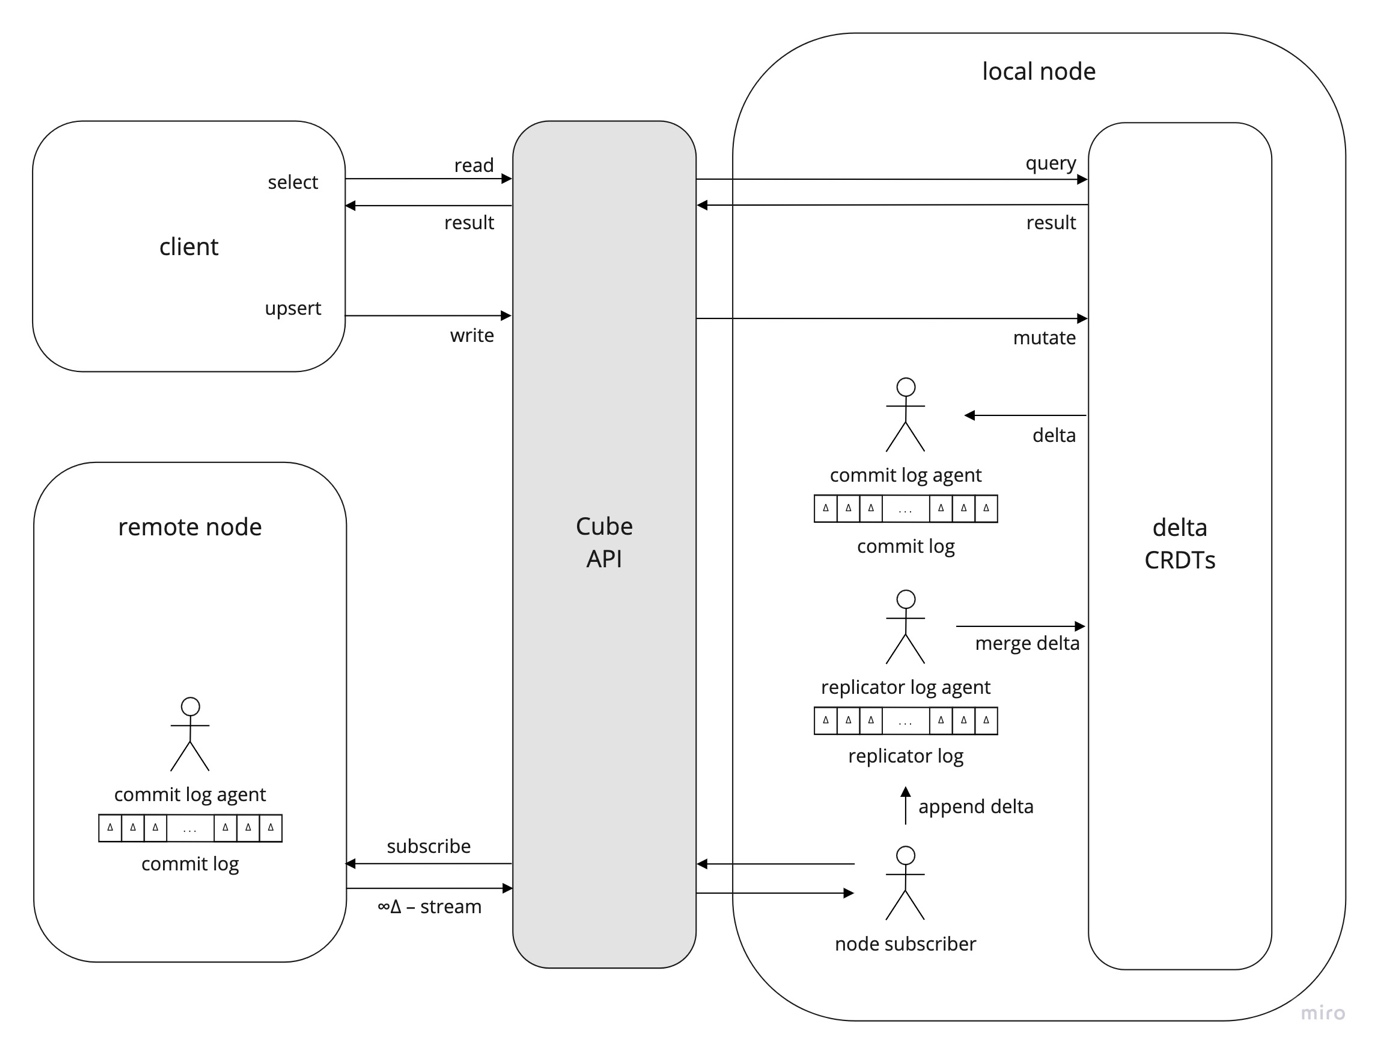 local node
read
query
select
result
result
client
upsert
write
mutate
delta
commit log agent
Δ Δ Δ ... Δ Δ Δ
commit log
remote node
Cube
API
delta
CRDTs
merge delta
replicator log agent
Δ Δ Δ ... Δ Δ Δ
replicator log
commit log agent
Δ Δ Δ ... Δ Δ Δ
commit log
append delta
subscribe
∞Δ – stream
node subscriber
miro